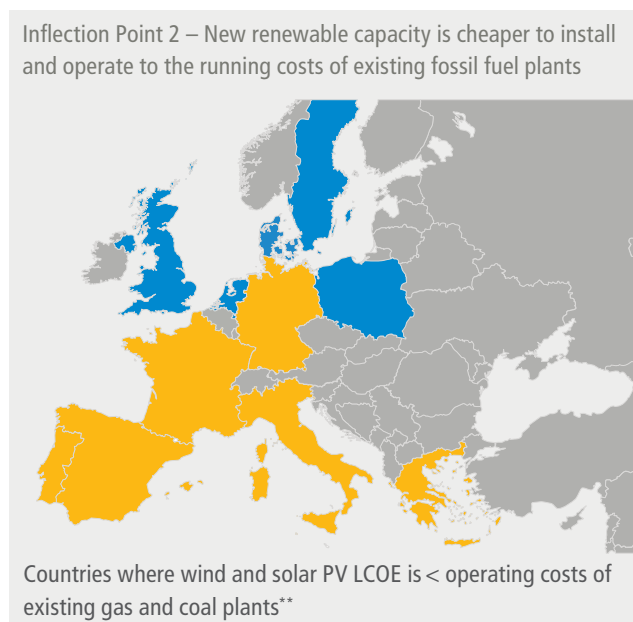 Inflection Point 2 – New renewable capacity is cheaper to install
and operate to the running costs of existing fossil fuel plants
Countries where wind and solar PV LCOE is < operating costs of
existing gas and coal plants**